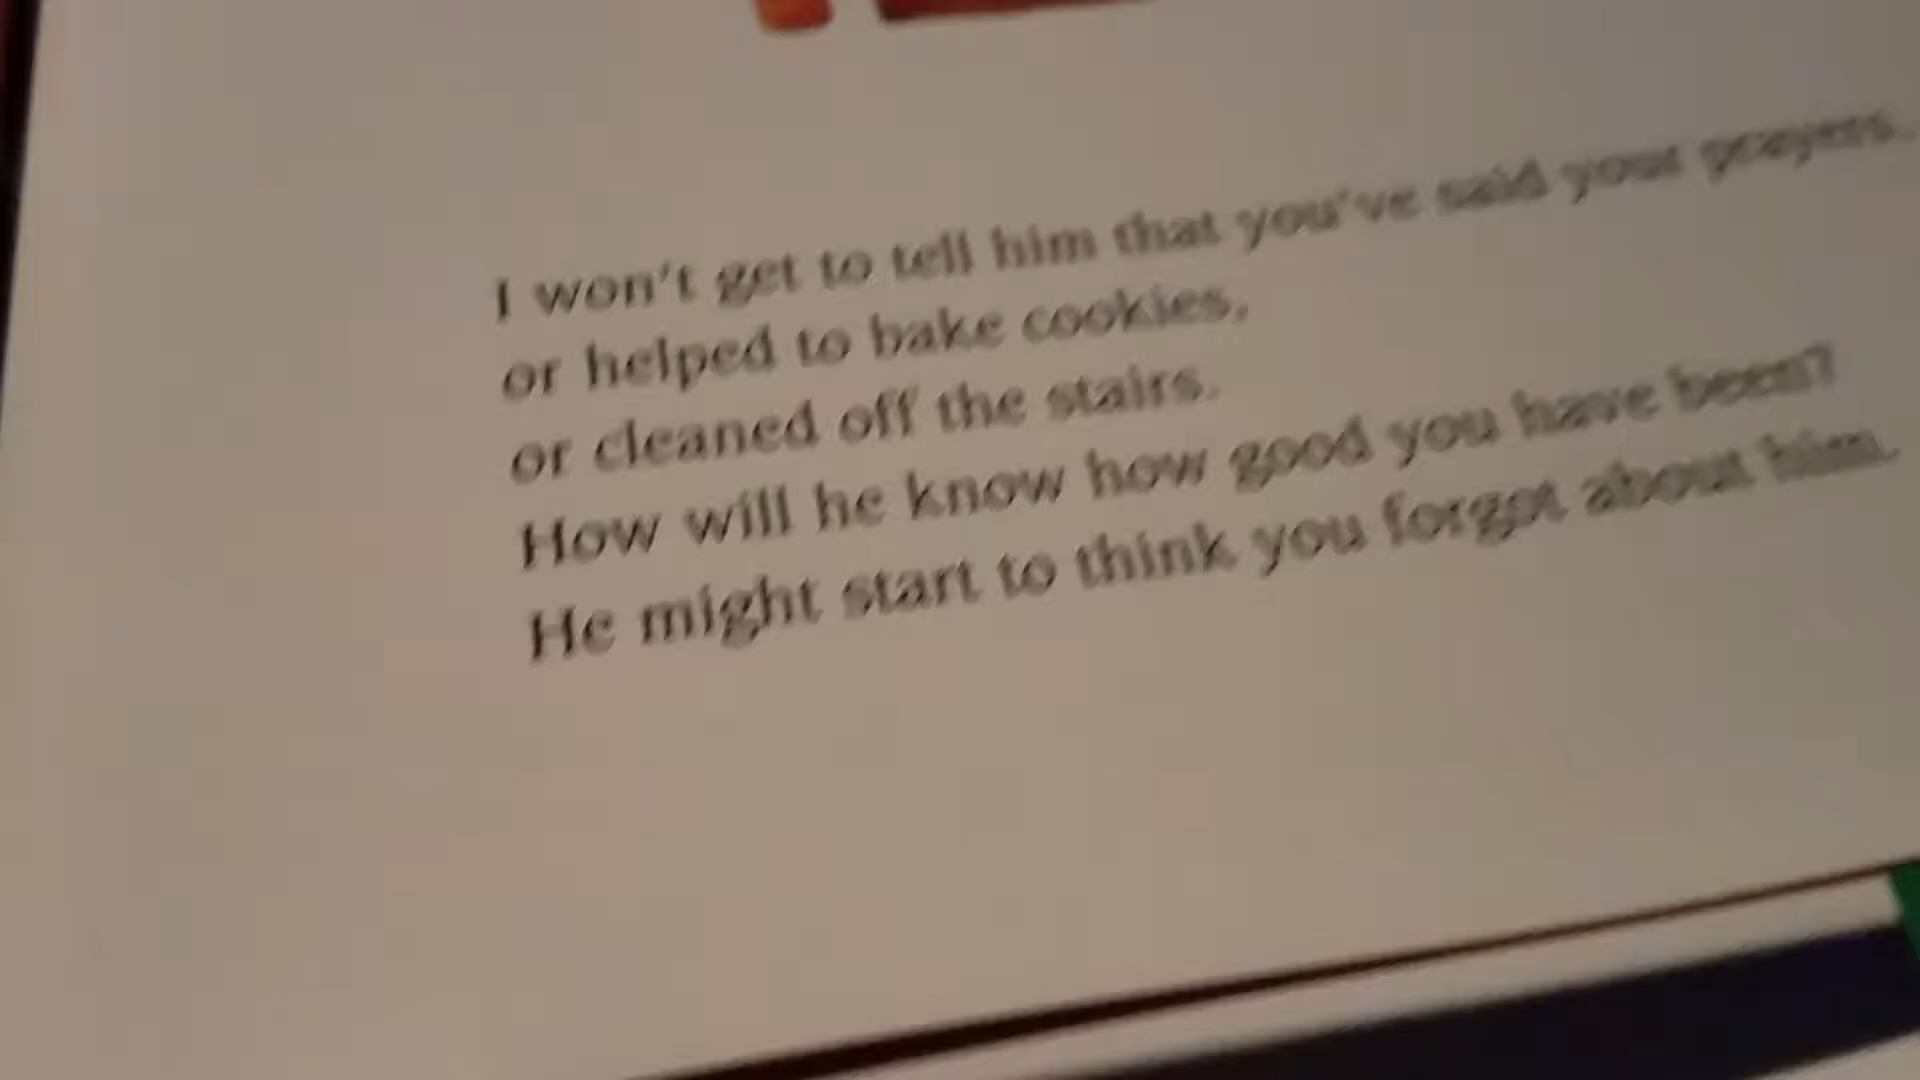 I won't get to tell him that you've said your prayers,
or helped to bake cookies,
or cleaned off the stairs.
How will he know how good you have been?
He might start to think you forgot about him.